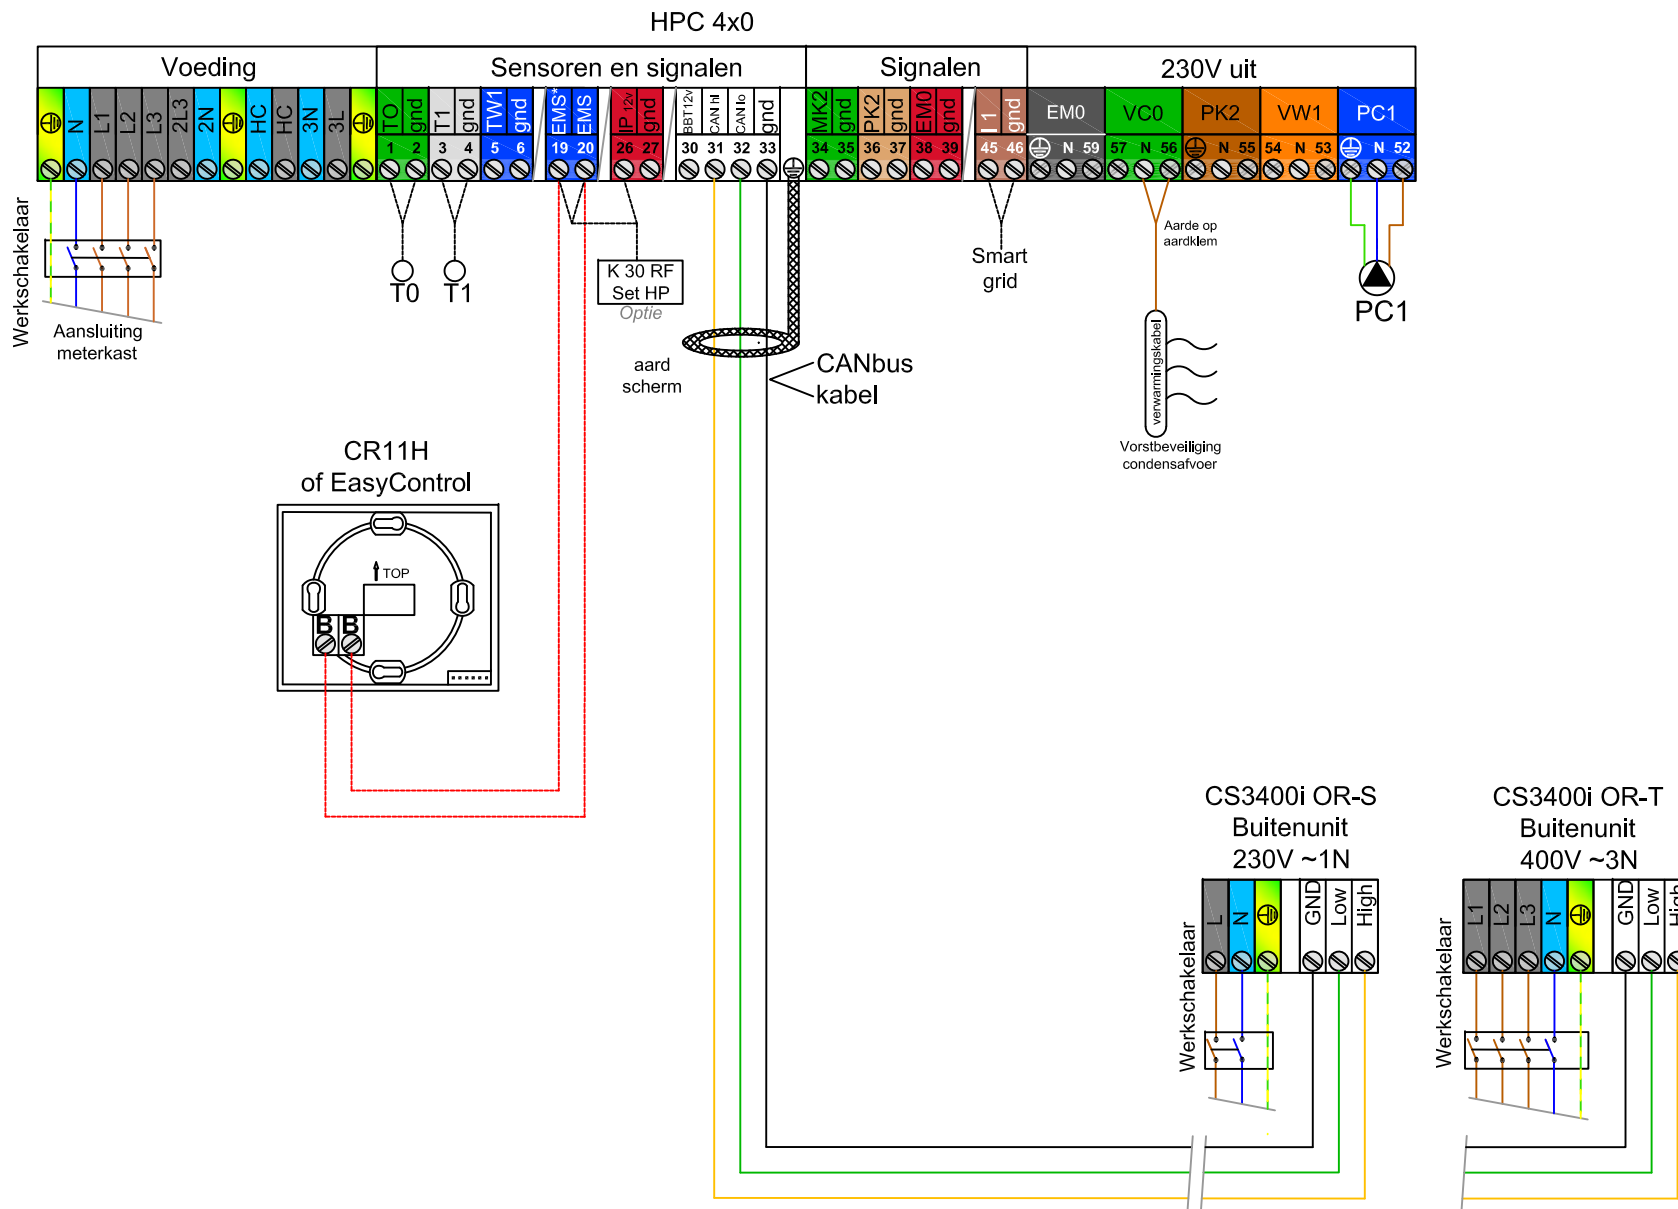 HPC 4x0
Voeding
Sensoren en signalen
Signalen
230V uit
N L1 L2 L3 2L3 2N HC HC 3N 3L
TO gnd T1 gnd TW1 gnd EMS* EMS IP 12v gnd BBT12v CAN hI CAN lo gnd
MK2 gnd PK2 gnd EM0 gnd I 1 gnd
EM0 VC0 PK2 VW1 PC1
1 2 3 4 5 6 19 20 26 27 30 31 32 33
34 35 36 37 38 39 45 46
N 59 57 N 56 N 55 54 N 53 N 52
Werkschakelaar
Aansluiting
meterkast
T0
T1
K 30 RF
Set HP
Optie
aard
scherm
CANbus
kabel
Smart
grid
Aarde op
aardklem
verwarmingskabel
Vorstbeveiliging
condensafvoer
PC1
CR11H
of EasyControl
TOP
B B
CS3400i OR-S
Buitenunit
230V ~1N
L N GND Low High
Werkschakelaar
CS3400i OR-T
Buitenunit
400V ~3N
L1 L2 L3 N GND Low High
Werkschakelaar